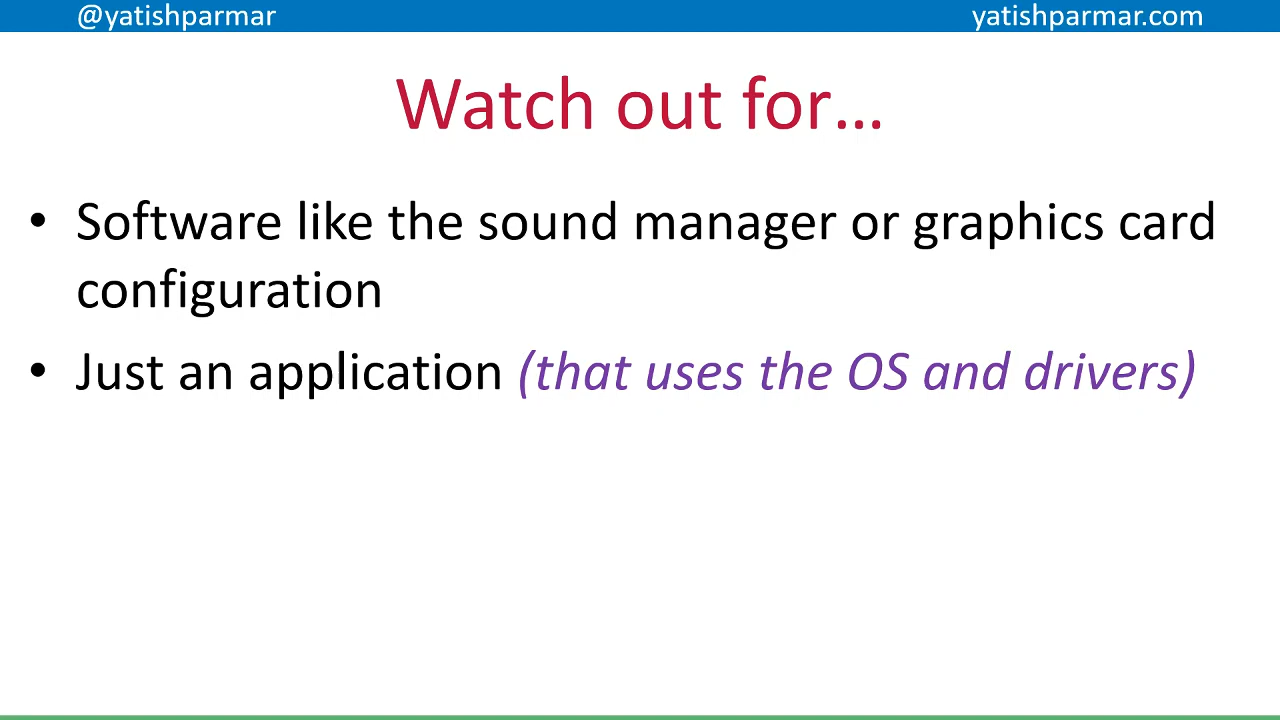 @yatishparmar
yatishparmar.com
Watch out for...
• Software like the sound manager or graphics card
configuration
• Just an application (that uses the OS and drivers)